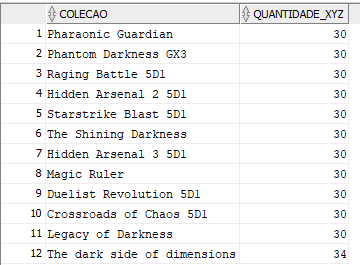 COLECAO QUANTIDADE_XYZ
1 Pharaonic Guardian 30
2 Phantom Darkness GX3 30
3 Raging Battle 5D1 30
4 Hidden Arsenal 2 5D1 30
5 Starstrike Blast 5D1 30
6 The Shining Darkness 30
7 Hidden Arsenal 3 5D1 30
8 Magic Ruler 30
9 Duelist Revolution 5D1 30
10 Crossroads of Chaos 5D1 30
11 Legacy of Darkness 30
12 The dark side of dimensions 34